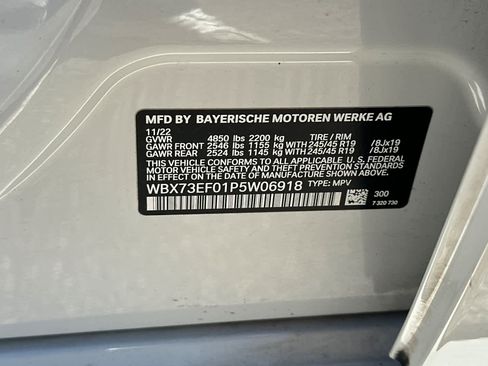 MFD BY BAYERISCHE MOTOREN WERKE AG
11/22
GVWR 4850 lbs 2200 kg TIRE / RIM
GAWR FRONT 2546 lbs 1155 kg WITH 245/45 R19 /8Jx19
GAWR REAR 2524 lbs 1145 kg WITH 245/45 R19 /8Jx19
THIS VEHICLE CONFORMS TO ALL APPLICABLE U.S. FEDERAL
MOTOR VEHICLE SAFETY AND THEFT PREVENTION STANDARDS
IN EFFECT ON THE DATE OF MANUFACTURE SHOWN ABOVE.
WBX73EF01P5W06918 TYPE: MPV
300
7 320 730